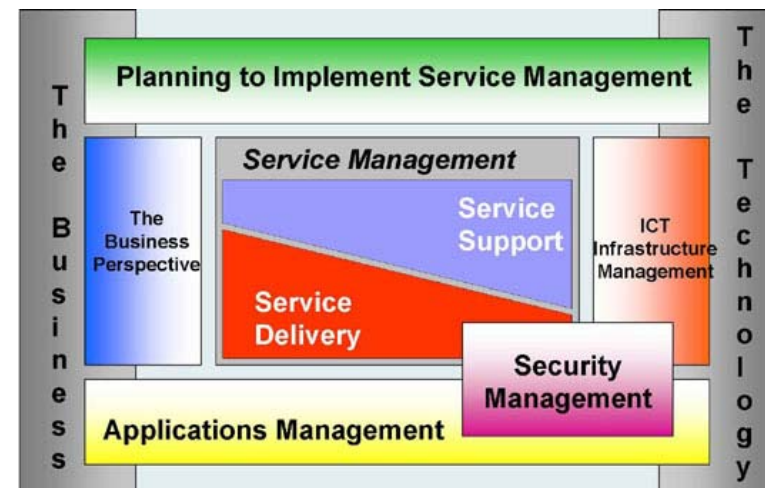 The Business
Planning to Implement Service Management
The Technology
The
Business
Perspective
Service Management
Service
Support
Service
Delivery
ICT
Infrastructure
Management
Security
Management
Applications Management